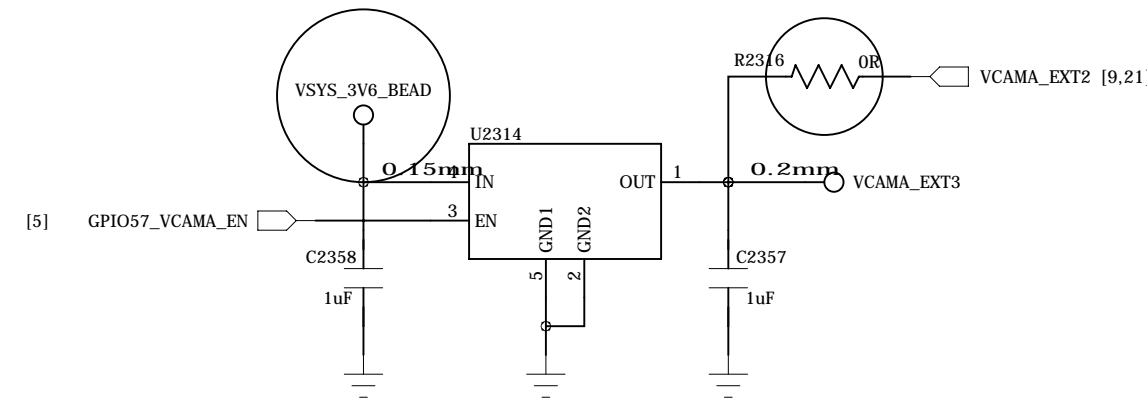 R2316
0R
VCAMA_EXT2 [9,21]
VSYS_3V6_BEAD
U2314
0.15mm
4
IN
OUT
1
0.2mm
VCAMA_EXT3
[5]
GPIO57_VCAMA_EN
3
EN
GND1
GND2
C2358
1uF
5
2
C2357
1uF